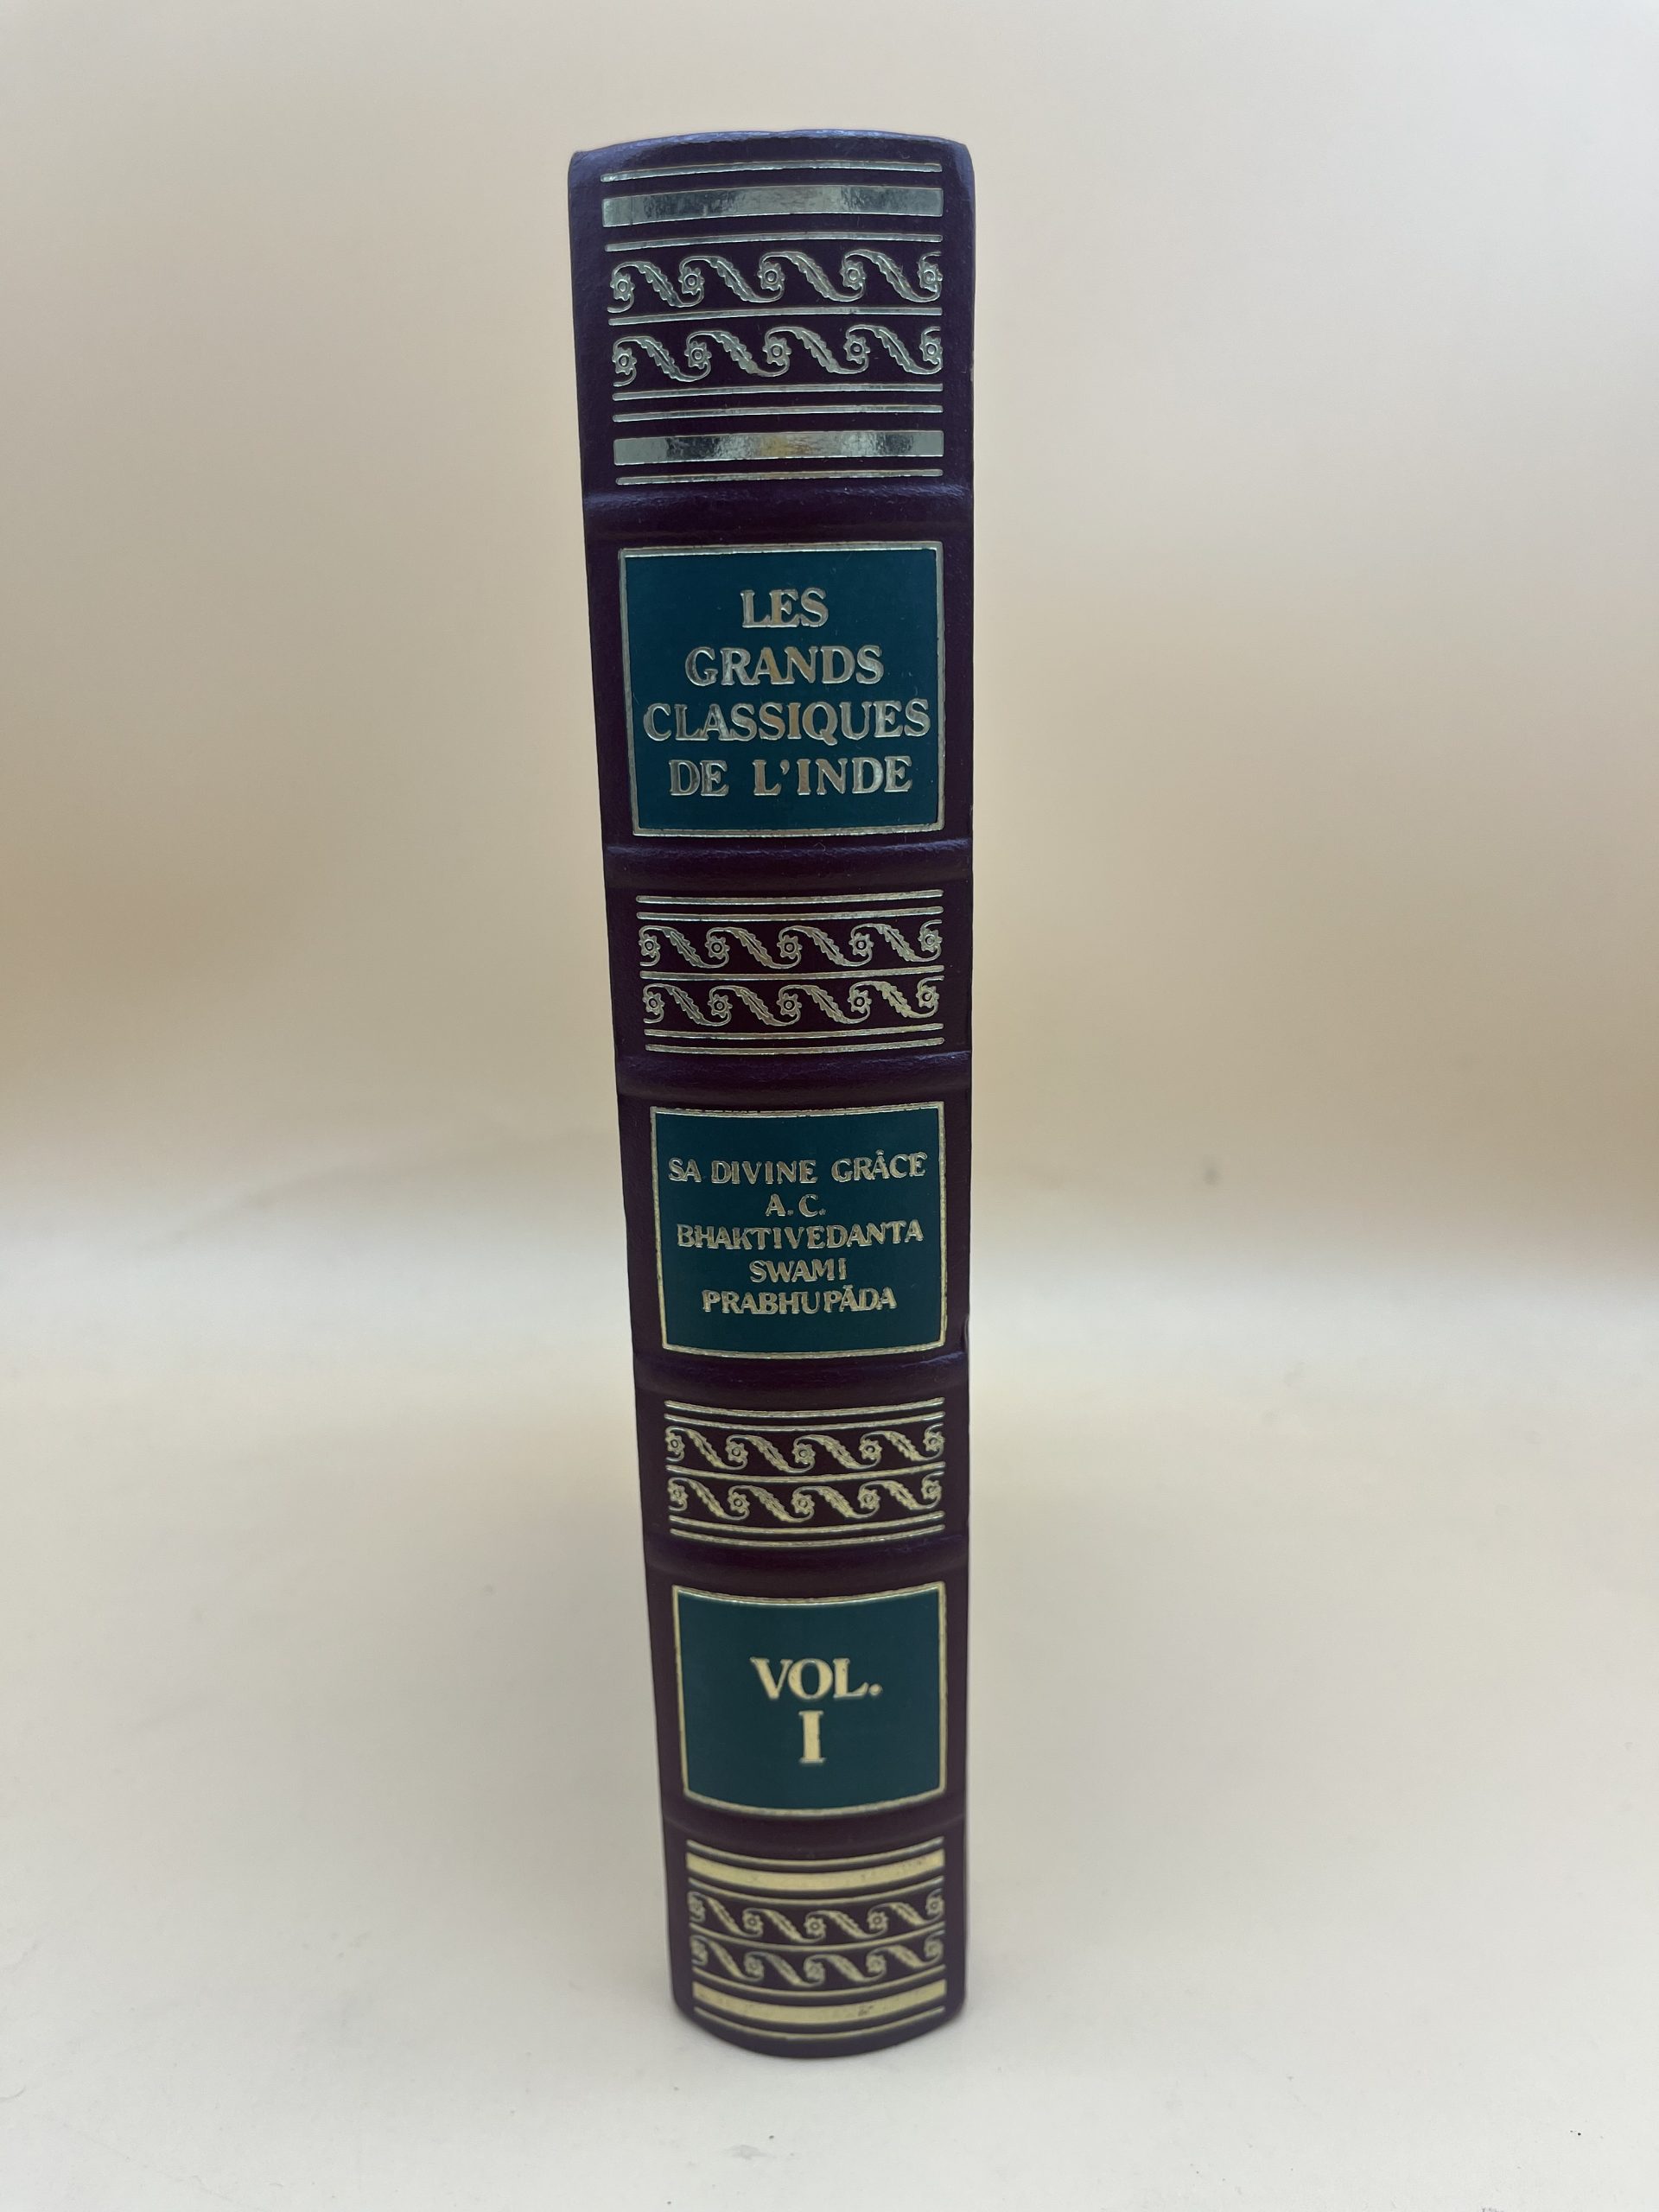 LES
GRANDS
CLASSIQUES
DE L'INDE
SA DIVINE GRÂCE
A.C.
BHAKTIVEDANTA
SWAMI
PRABHUPĀDA
VOL.
I